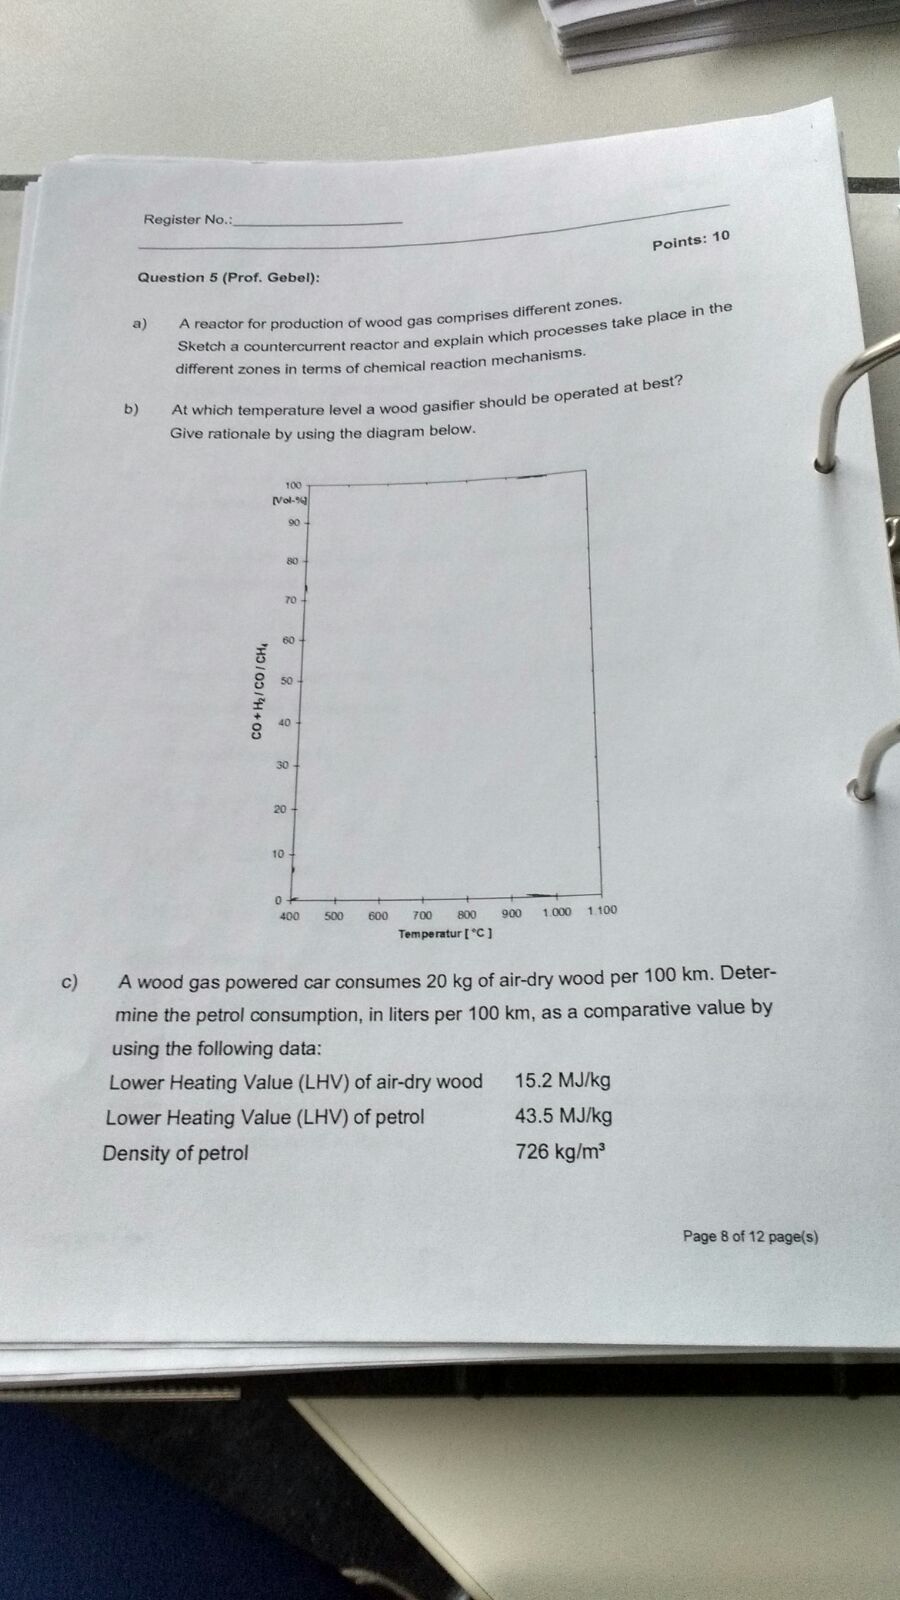 Register No.:
Points: 10
Question 5 (Prof. Gebel):
a) A reactor for production of wood gas comprises different zones.
Sketch a countercurrent reactor and explain which processes take place in the
different zones in terms of chemical reaction mechanisms.
b) At which temperature level a wood gasifier should be operated at best?
Give rationale by using the diagram below.
100
[Vol-%]
90
80
70
60
50
40
30
20
10
0
CO + H₂ / CO / CH₄
400 500 600 700 800 900 1.000 1.100
Temperatur [ °C ]
c) A wood gas powered car consumes 20 kg of air-dry wood per 100 km. Deter-
mine the petrol consumption, in liters per 100 km, as a comparative value by
using the following data:
Lower Heating Value (LHV) of air-dry wood 15.2 MJ/kg
Lower Heating Value (LHV) of petrol 43.5 MJ/kg
Density of petrol 726 kg/m³
Page 8 of 12 page(s)